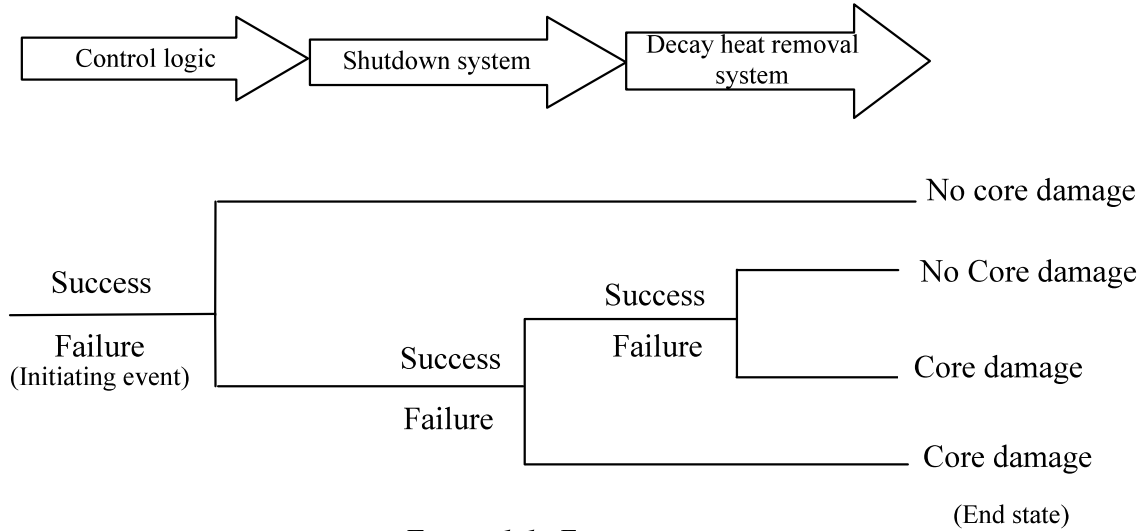 Control logic
Shutdown system
Decay heat removal
system
No core damage
Success
No Core damage
Success
Failure
(Initiating event)
Failure
Success
Core damage
Failure
Core damage
(End state)